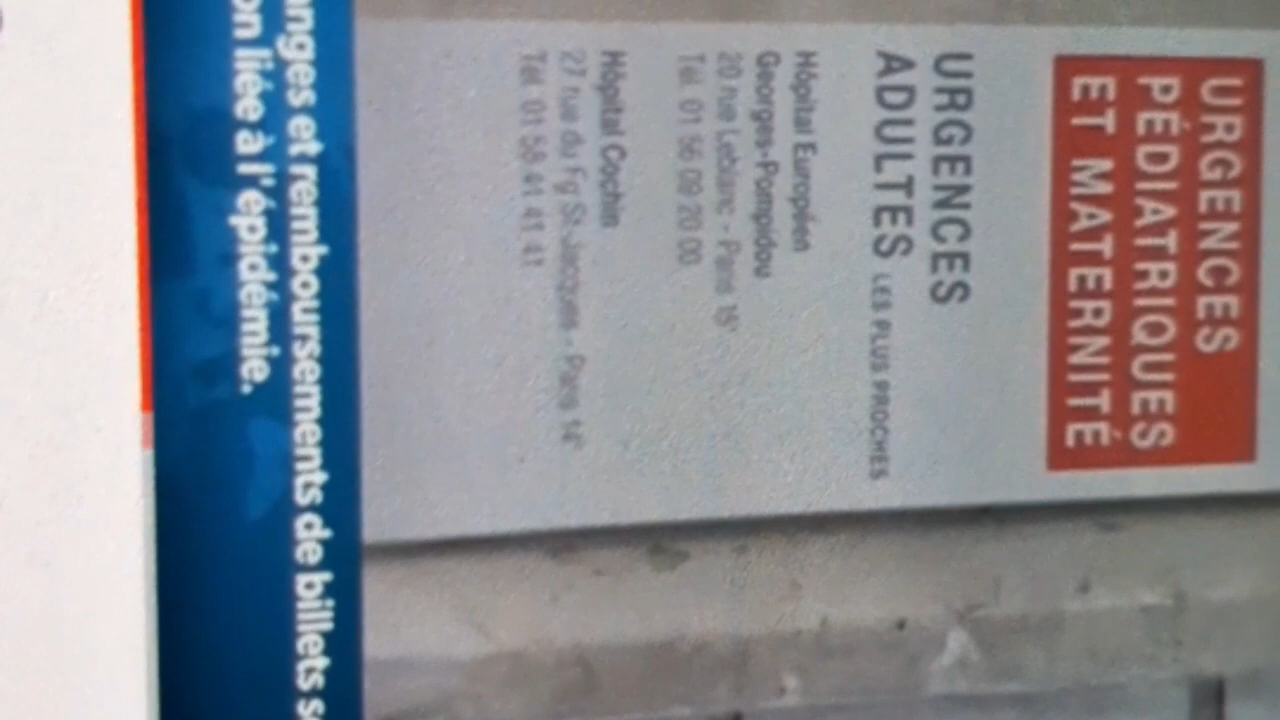 URGENCES
PÉDIATRIQUES
ET MATERNITÉ
URGENCES
ADULTES LES PLUS PROCHES
Hôpital Européen
Georges-Pompidou
20 rue Leblanc - Paris 15e
Tél. 01 56 09 20 00
Hôpital Cochin
27 rue du Fg St-Jacques - Paris 14e
Tél. 01 58 41 41 41
anges et remboursements de billets s
on liée à l'épidémie.